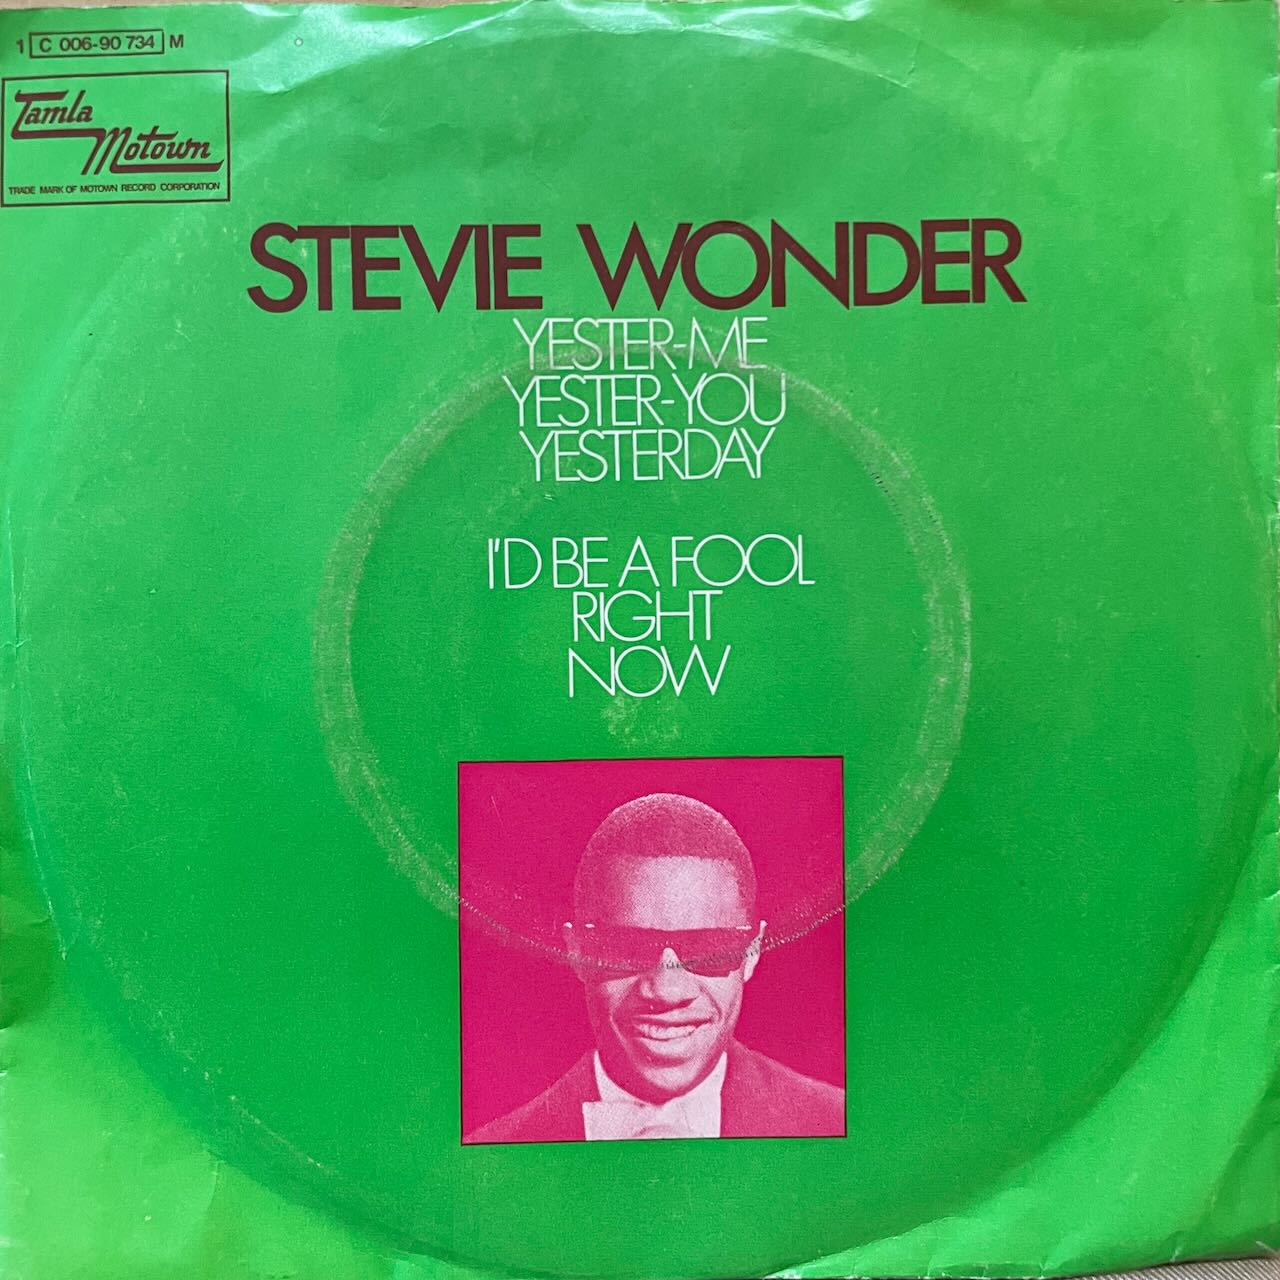 1 C 006-90 734 M
Tamla
Motown
TRADE MARK OF MOTOWN RECORD CORPORATION
STEVIE WONDER
YESTER-ME
YESTER-YOU
YESTERDAY
I'D BE A FOOL
RIGHT
NOW